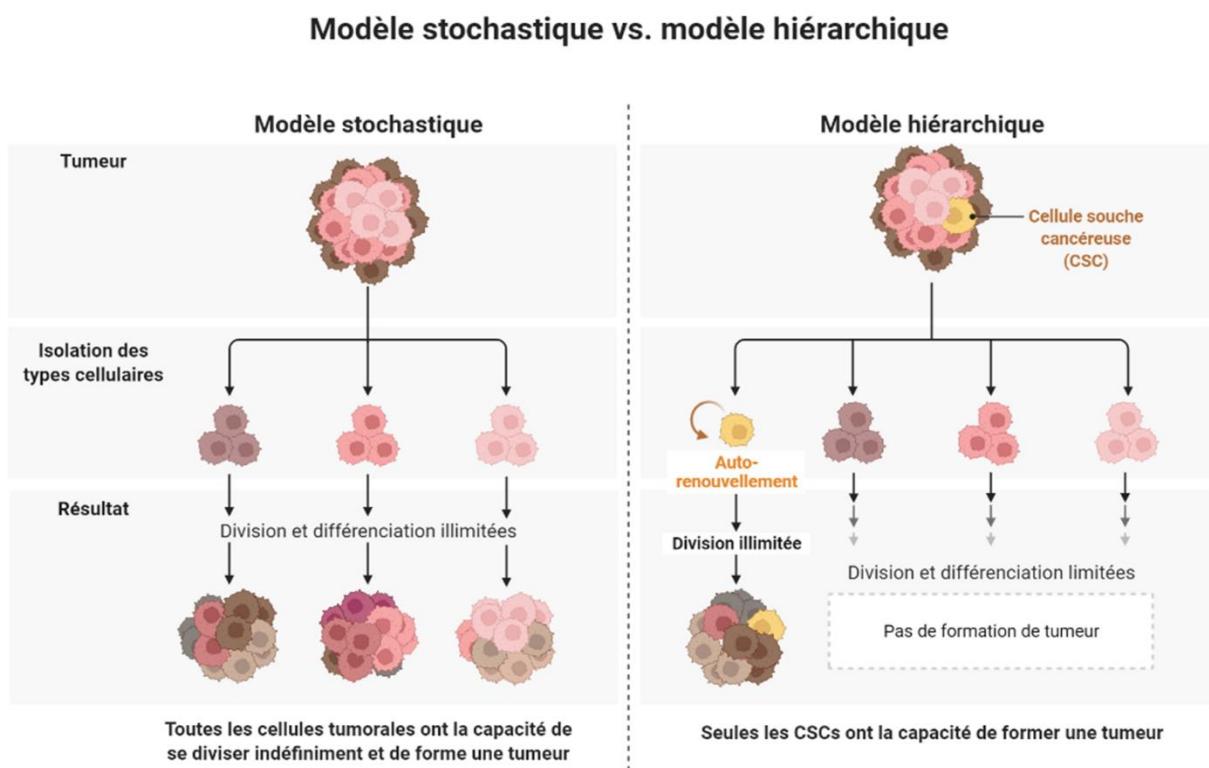 Modèle stochastique vs. modèle hiérarchique
Modèle stochastique
Modèle hiérarchique
Tumeur
Cellule souche
cancéreuse
(CSC)
Isolation des
types cellulaires
Auto-
renouvellement
Résultat
Division et différenciation illimitées
Division illimitée
Division et différenciation limitées
Pas de formation de tumeur
Toutes les cellules tumorales ont la capacité de
se diviser indéfiniment et de forme une tumeur
Seules les CSCs ont la capacité de former une tumeur